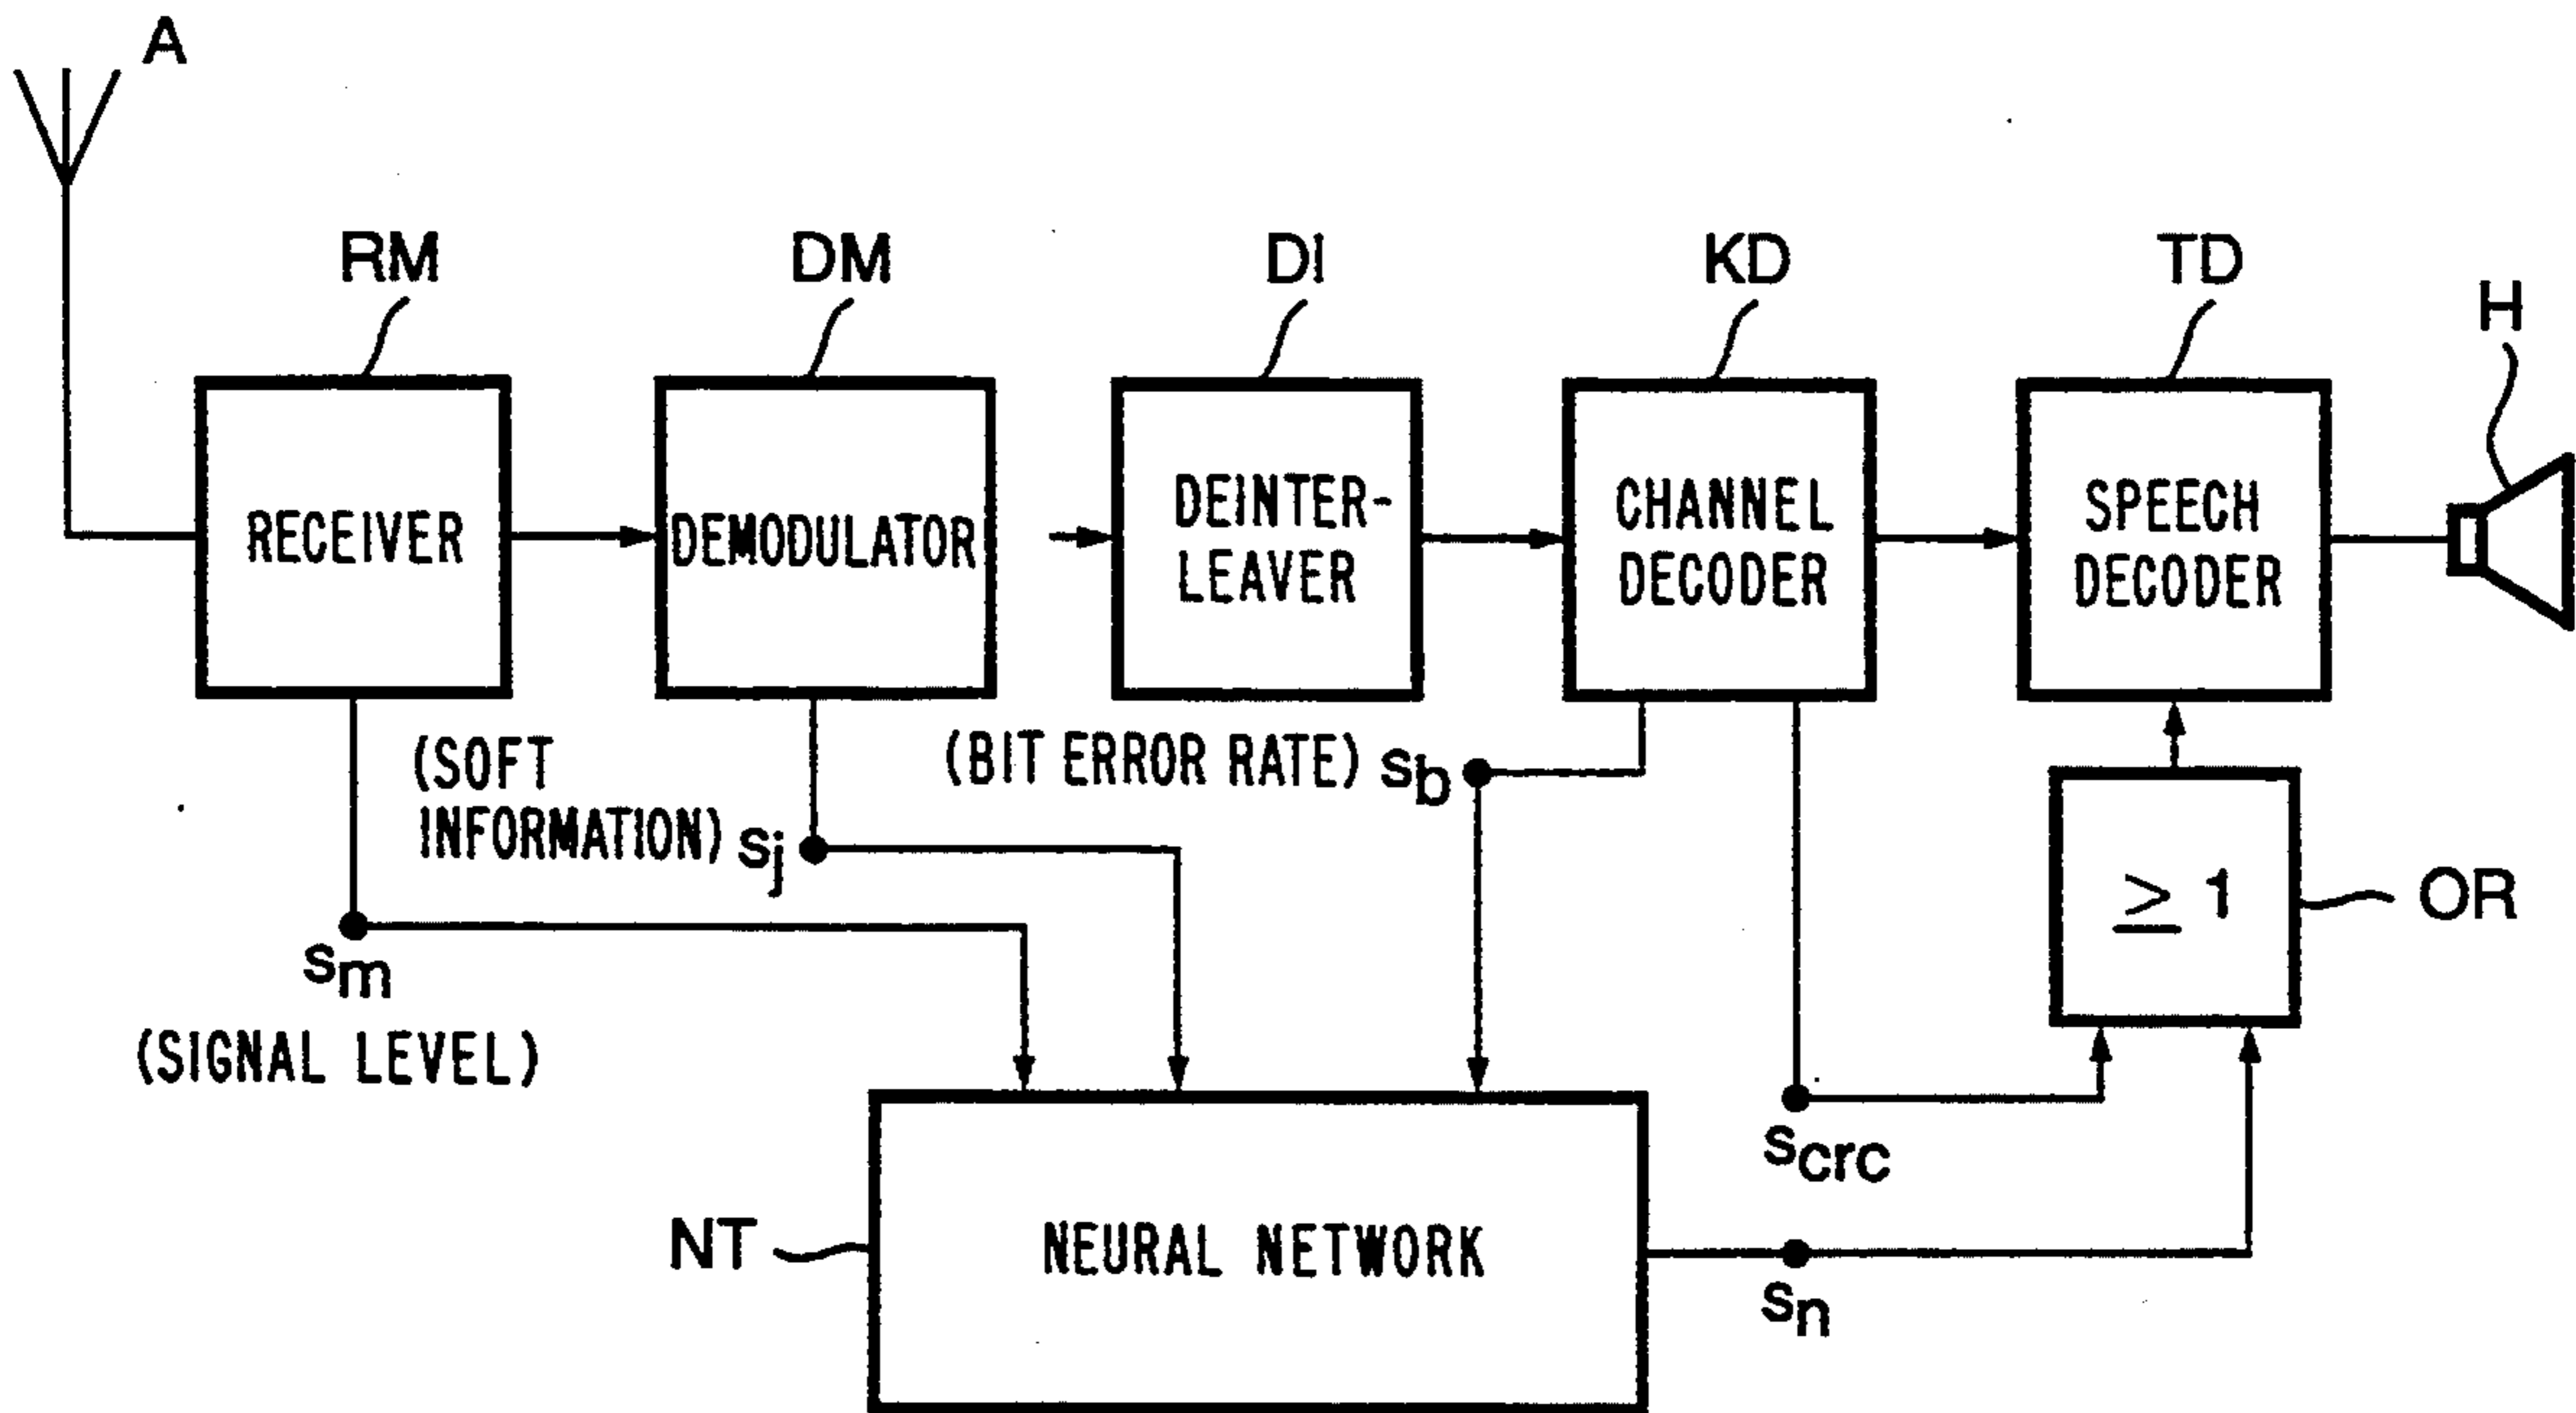 A
RM
DM
DI
KD
TD
H
RECEIVER
DEMODULATOR
DEINTER-
LEAVER
CHANNEL
DECODER
SPEECH
DECODER
(SOFT
INFORMATION) sj
(BIT ERROR RATE) sb
sm
(SIGNAL LEVEL)
≥ 1
OR
scrc
NT
NEURAL NETWORK
sn